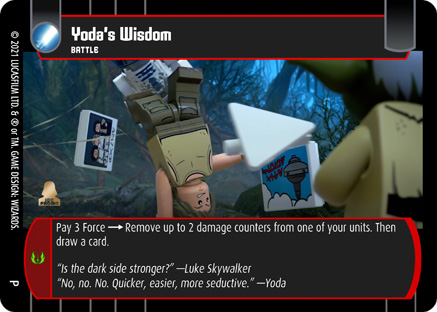 Yoda's Wisdom
BATTLE
© 2021 LUCASFILM LTD. & ® or TM. GAME DESIGN: WIZARDS.
P
Pay 3 Force → Remove up to 2 damage counters from one of your units. Then
draw a card.
"Is the dark side stronger?" —Luke Skywalker
"No, no. No. Quicker, easier, more seductive." —Yoda